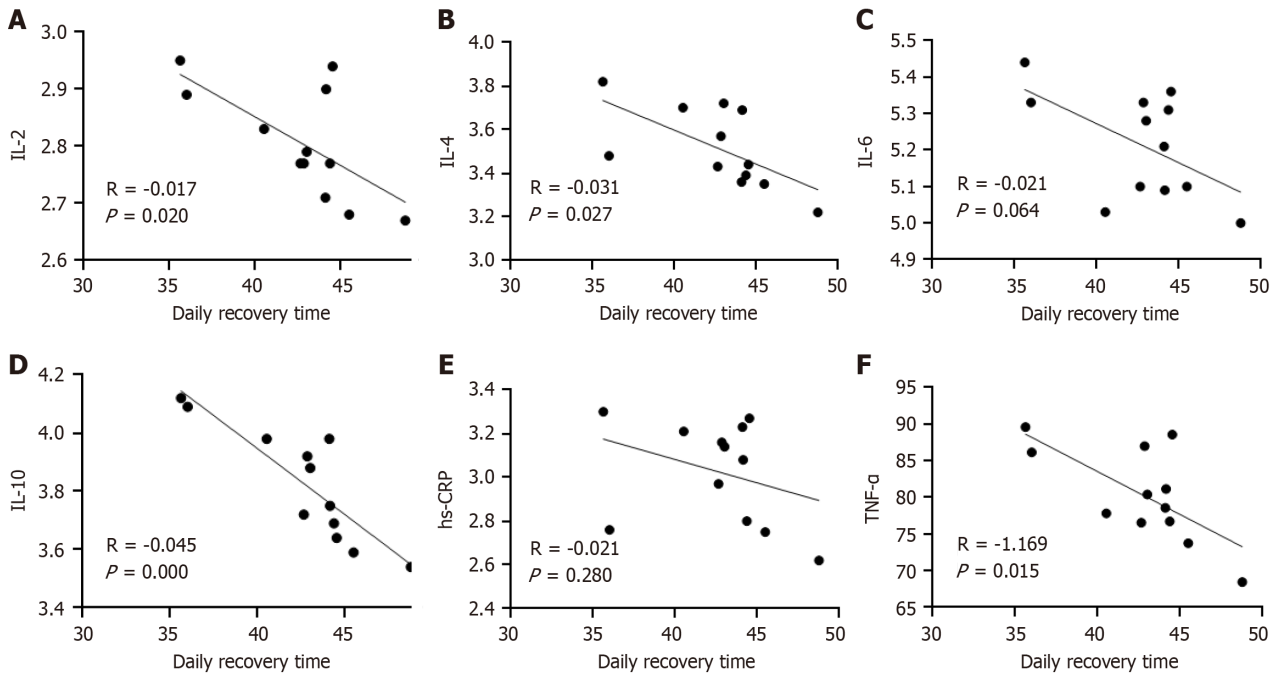 A
IL-2
3.0
2.9
2.8
2.7
2.6
R = -0.017
P = 0.020
30 35 40 45
Daily recovery time
B
IL-4
4.0
3.8
3.6
3.4
3.2
3.0
R = -0.031
P = 0.027
30 35 40 45 50
Daily recovery time
C
IL-6
5.5
5.4
5.3
5.2
5.1
5.0
4.9
R = -0.021
P = 0.064
30 35 40 45 50
Daily recovery time
D
IL-10
4.2
4.0
3.8
3.6
3.4
R = -0.045
P = 0.000
30 35 40 45
Daily recovery time
E
hs-CRP
3.4
3.2
3.0
2.8
2.6
2.4
R = -0.021
P = 0.280
30 35 40 45 50
Daily recovery time
F
TNF-α
95
90
85
80
75
70
65
R = -1.169
P = 0.015
30 35 40 45 50
Daily recovery time